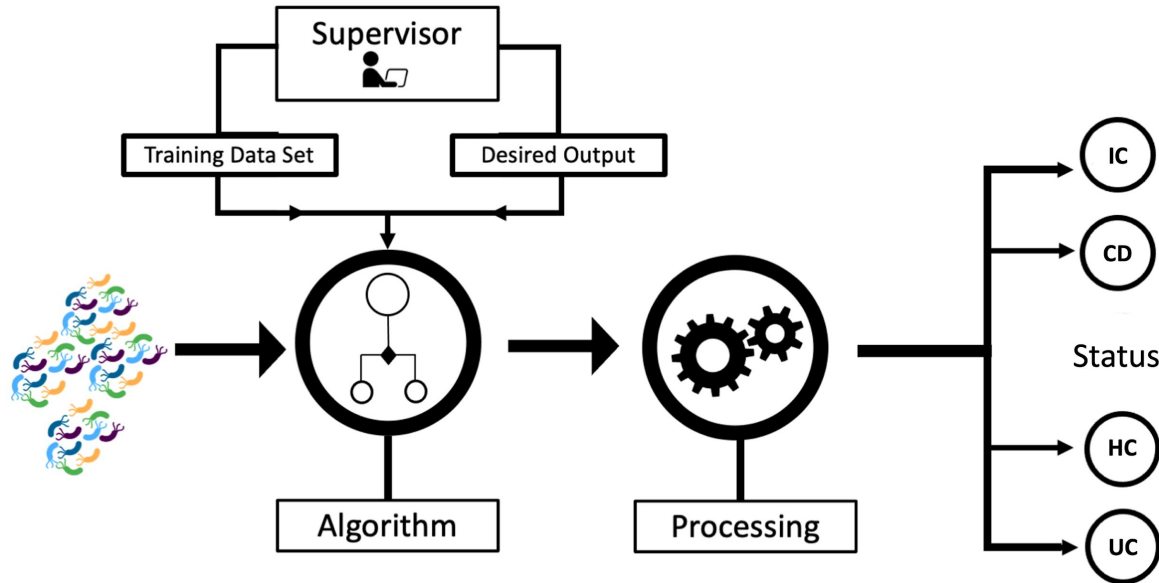 Supervisor
Training Data Set
Desired Output
IC
CD
Status
HC
UC
Algorithm
Processing